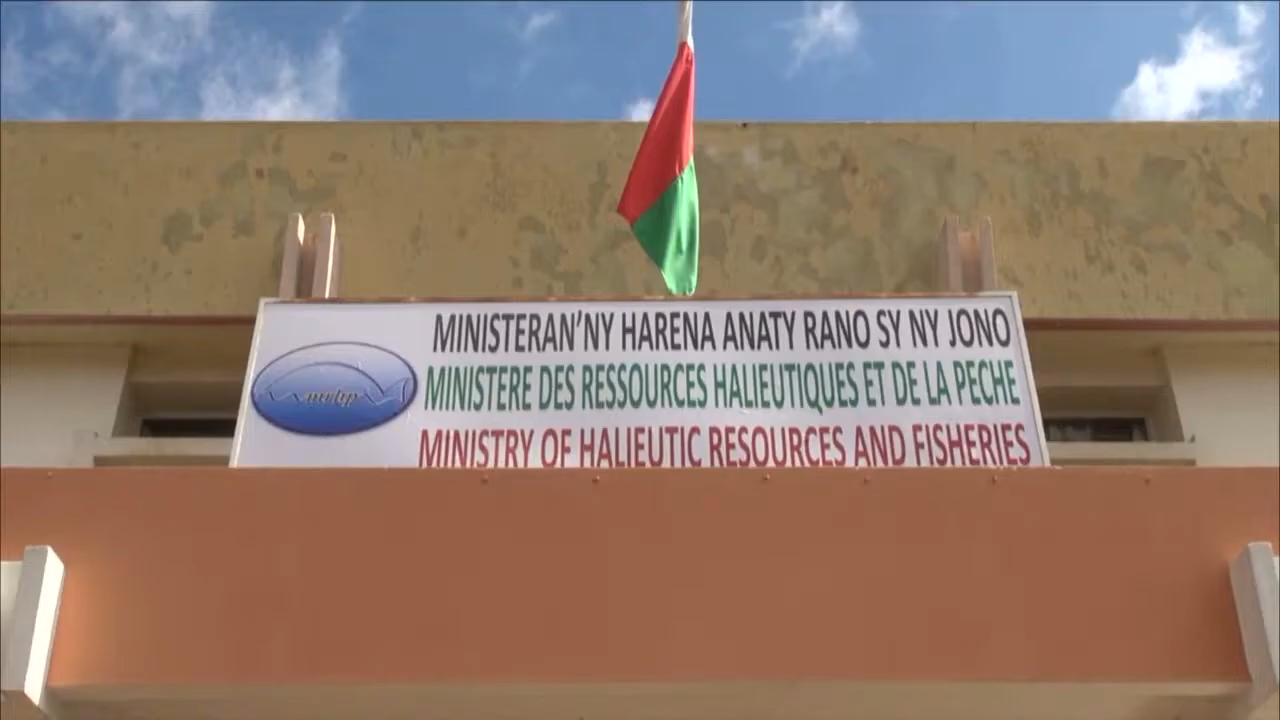 MINISTERAN'NY HARENA ANATY RANO SY NY JONO
MINISTERE DES RESSOURCES HALIEUTIQUES ET DE LA PECHE
MINISTRY OF HALIEUTIC RESOURCES AND FISHERIES